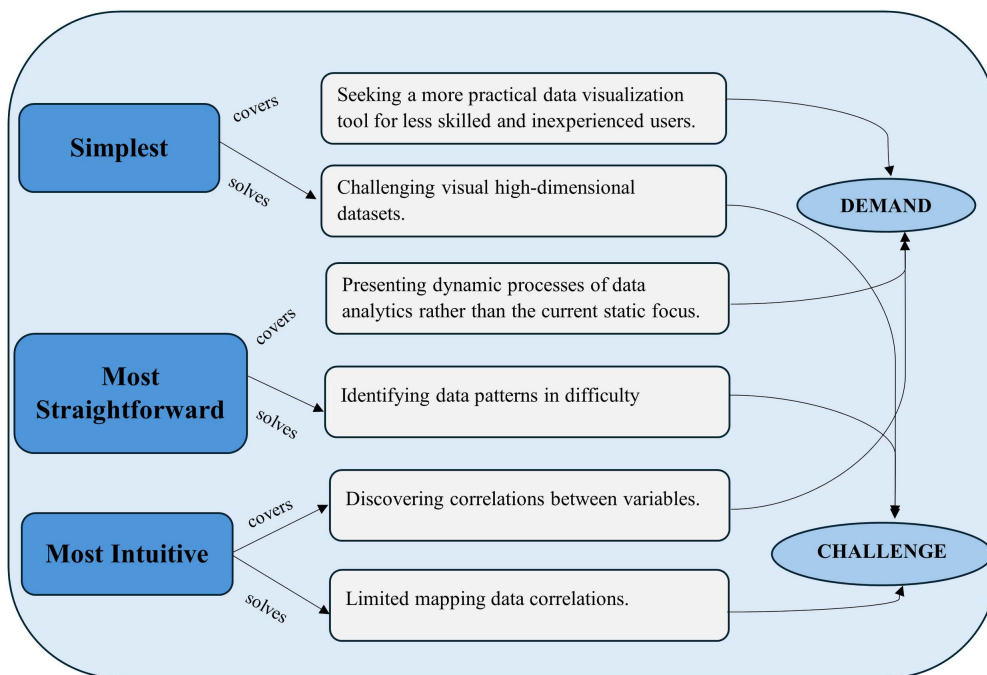 covers
Seeking a more practical data visualization
tool for less skilled and inexperienced users.
Simplest
solves
Challenging visual high-dimensional
datasets.
DEMAND
covers
Presenting dynamic processes of data
analytics rather than the current static focus.
Most
Straightforward
solves
Identifying data patterns in difficulty
covers
Discovering correlations between variables.
Most Intuitive
solves
Limited mapping data correlations.
CHALLENGE